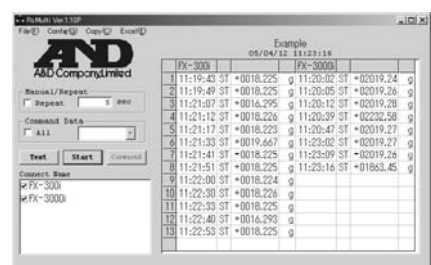 RsMulti Ver1.10P
File(F) Config(G) Copy(C) Excel(E)
AND
A&D Company,Limited
Manual/Repeat
Repeat 5 sec
Command Data
All
Test Start Command
Connect Name
FX-300i
FX-3000i
Example
05/04/12 11:23:16
FX-300i FX-3000i
1 11:19:43 ST +0018.225 g 11:20:02 ST +02019.24 g
2 11:19:49 ST +0018.225 g 11:20:05 ST +02019.26 g
3 11:21:07 ST +0016.295 g 11:20:12 ST +02019.28 g
4 11:21:12 ST +0018.226 g 11:20:39 ST +02232.58 g
5 11:21:17 ST +0018.223 g 11:20:47 ST +02019.27 g
6 11:21:33 ST +0019.667 g 11:23:02 ST +02019.27 g
7 11:21:41 ST +0018.225 g 11:23:09 ST +02019.26 g
8 11:21:51 ST +0018.225 g 11:23:16 ST +01863.45 g
9 11:22:00 ST +0018.224 g
10 11:22:30 ST +0018.226 g
11 11:22:33 ST +0018.225 g
12 11:22:40 ST +0016.293 g
13 11:22:53 ST +0018.225 g